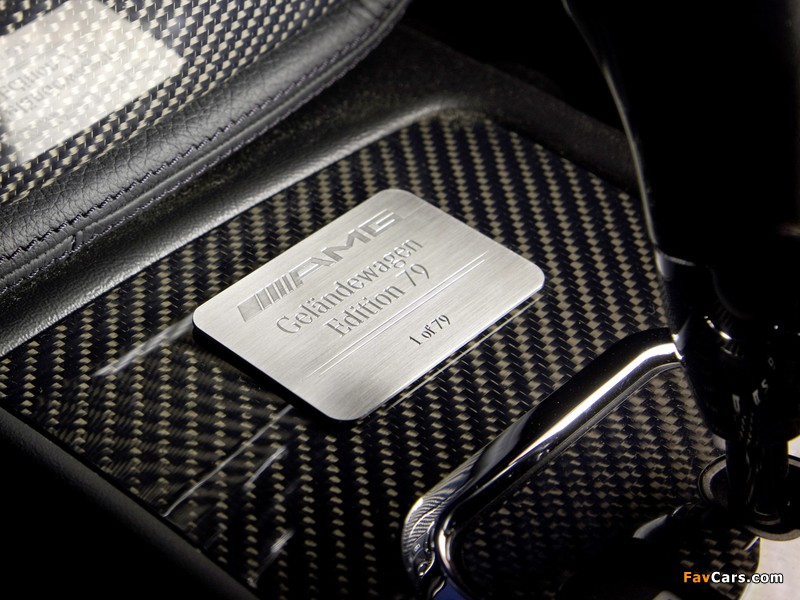 AMG
Geländewagen
Edition 79
1 of 79
FavCars.com